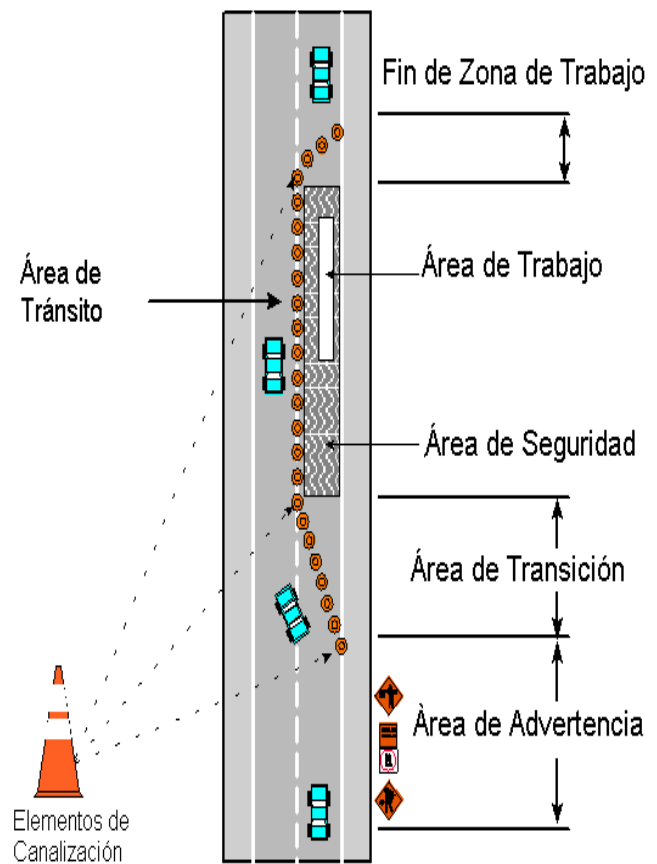 Fin de Zona de Trabajo
Área de Trabajo
Área de
Tránsito
Área de Seguridad
Área de Transición
Àrea de Advertencia
Elementos de
Canalización